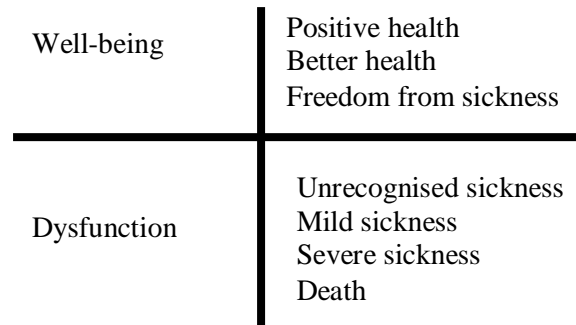 Well-being
Positive health
Better health
Freedom from sickness
Dysfunction
Unrecognised sickness
Mild sickness
Severe sickness
Death